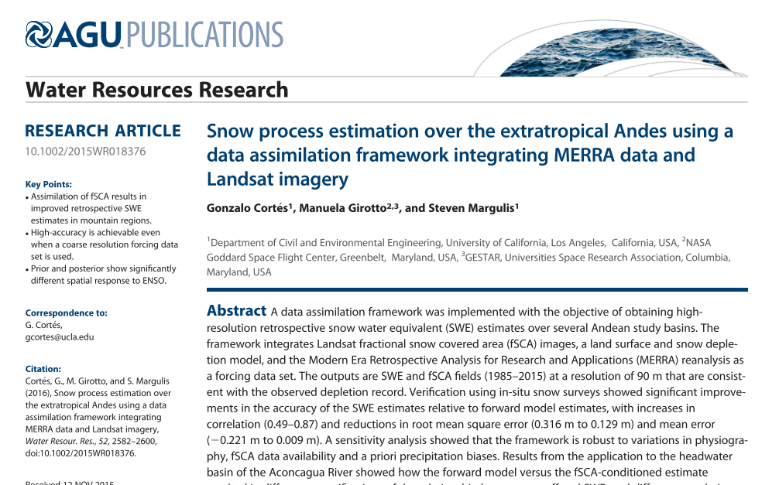 AGU PUBLICATIONS
Water Resources Research
RESEARCH ARTICLE
10.1002/2015WR018376
Key Points:
• Assimilation of fSCA results in
improved retrospective SWE
estimates in mountain regions.
• High-accuracy is achievable even
when a coarse resolution forcing data
set is used.
• Prior and posterior show significantly
different spatial response to ENSO.
Correspondence to:
G. Cortés,
gcortes@ucla.edu
Citation:
Cortés, G., M. Girotto, and S. Margulis
(2016), Snow process estimation over
the extratropical Andes using a data
assimilation framework integrating
MERRA data and Landsat imagery,
Water Resour. Res., 52, 2582–2600,
doi:10.1002/2015WR018376.
Received 12 NOV 2015
Snow process estimation over the extratropical Andes using a
data assimilation framework integrating MERRA data and
Landsat imagery
Gonzalo Cortés1, Manuela Girotto2,3, and Steven Margulis1
1Department of Civil and Environmental Engineering, University of California, Los Angeles, California, USA, 2NASA
Goddard Space Flight Center, Greenbelt, Maryland, USA, 3GESTAR, Universities Space Research Association, Columbia,
Maryland, USA
Abstract A data assimilation framework was implemented with the objective of obtaining high-
resolution retrospective snow water equivalent (SWE) estimates over several Andean study basins. The
framework integrates Landsat fractional snow covered area (fSCA) images, a land surface and snow deple-
tion model, and the Modern Era Retrospective Analysis for Research and Applications (MERRA) reanalysis as
a forcing data set. The outputs are SWE and fSCA fields (1985–2015) at a resolution of 90 m that are consist-
ent with the observed depletion record. Verification using in-situ snow surveys showed significant improve-
ments in the accuracy of the SWE estimates relative to forward model estimates, with increases in
correlation (0.49–0.87) and reductions in root mean square error (0.316 m to 0.129 m) and mean error
(−0.221 m to 0.009 m). A sensitivity analysis showed that the framework is robust to variations in physiogra-
phy, fSCA data availability and a priori precipitation biases. Results from the application to the headwater
basin of the Aconcagua River showed how the forward model versus the fSCA-conditioned estimate